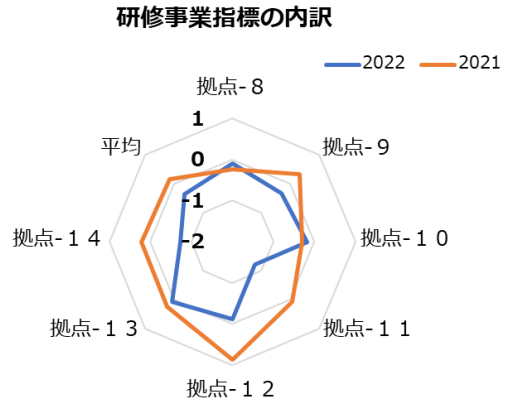 研修事業指標の内訳
2022 2021
拠点-８
1
平均
0
拠点-９
-1
拠点-１４
-2
拠点-１０
拠点-１３
拠点-１１
拠点-１２